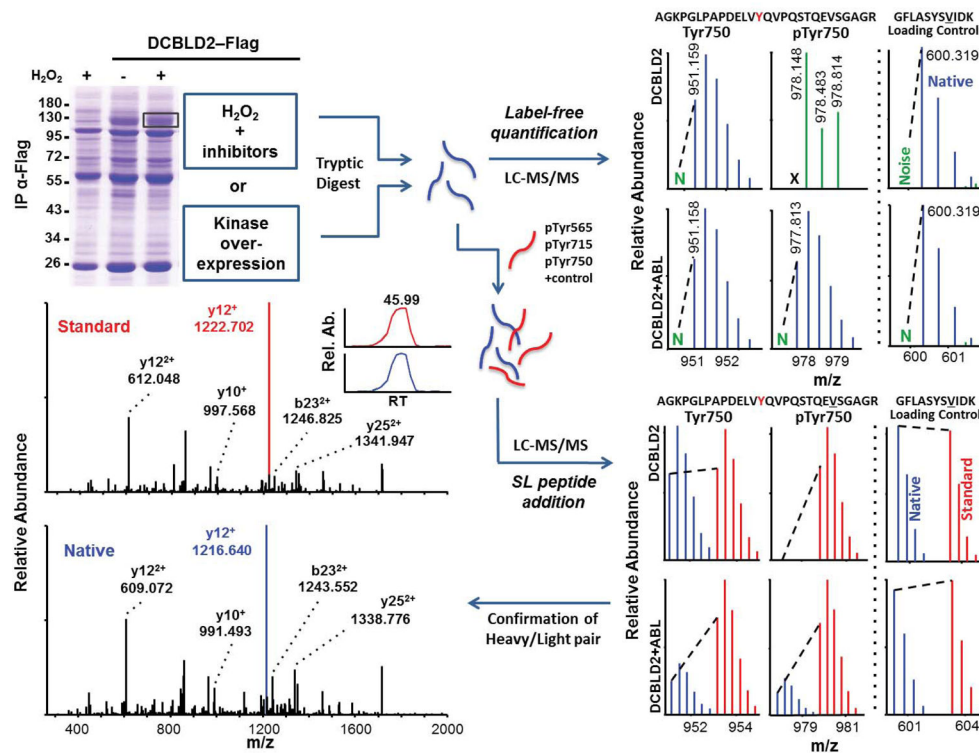 DCBLD2–Flag
H2O2 + - +
IP α-Flag
180
130
95
72
55
43
34
26
H2O2
+
inhibitors
or
Kinase
over-
expression
Tryptic
Digest
Label-free
quantification
LC-MS/MS
pTyr565
pTyr715
pTyr750
+control
LC-MS/MS
SL peptide
addition
Confirmation of
Heavy/Light pair
AGKPGLPAPDELVYQVPQSTQEVSGAGR
Tyr750
pTyr750
GFLASYSVIDK
Loading Control
Relative Abundance
DCBLD2
951.159
N
978.148
978.483
978.814
X
600.319
Native
Noise
DCBLD2+ABL
951.158
N
977.813
600.319
N
951 952
978 979
600 601
m/z
AGKPGLPAPDELVYQVPQSTQEVSGAGR
Tyr750
pTyr750
GFLASYSVIDK
Loading Control
Relative Abundance
DCBLD2
Native
Standard
DCBLD2+ABL
952 954
979 981
601 604
m/z
Relative Abundance
Standard
y12+
1222.702
y122+
612.048
y10+
997.568
b232+
1246.825
y252+
1341.947
45.99
Rel. Ab.
RT
Native
y12+
1216.640
y122+
609.072
y10+
991.493
b232+
1243.552
y252+
1338.776
400 800 1200 1600 2000
m/z